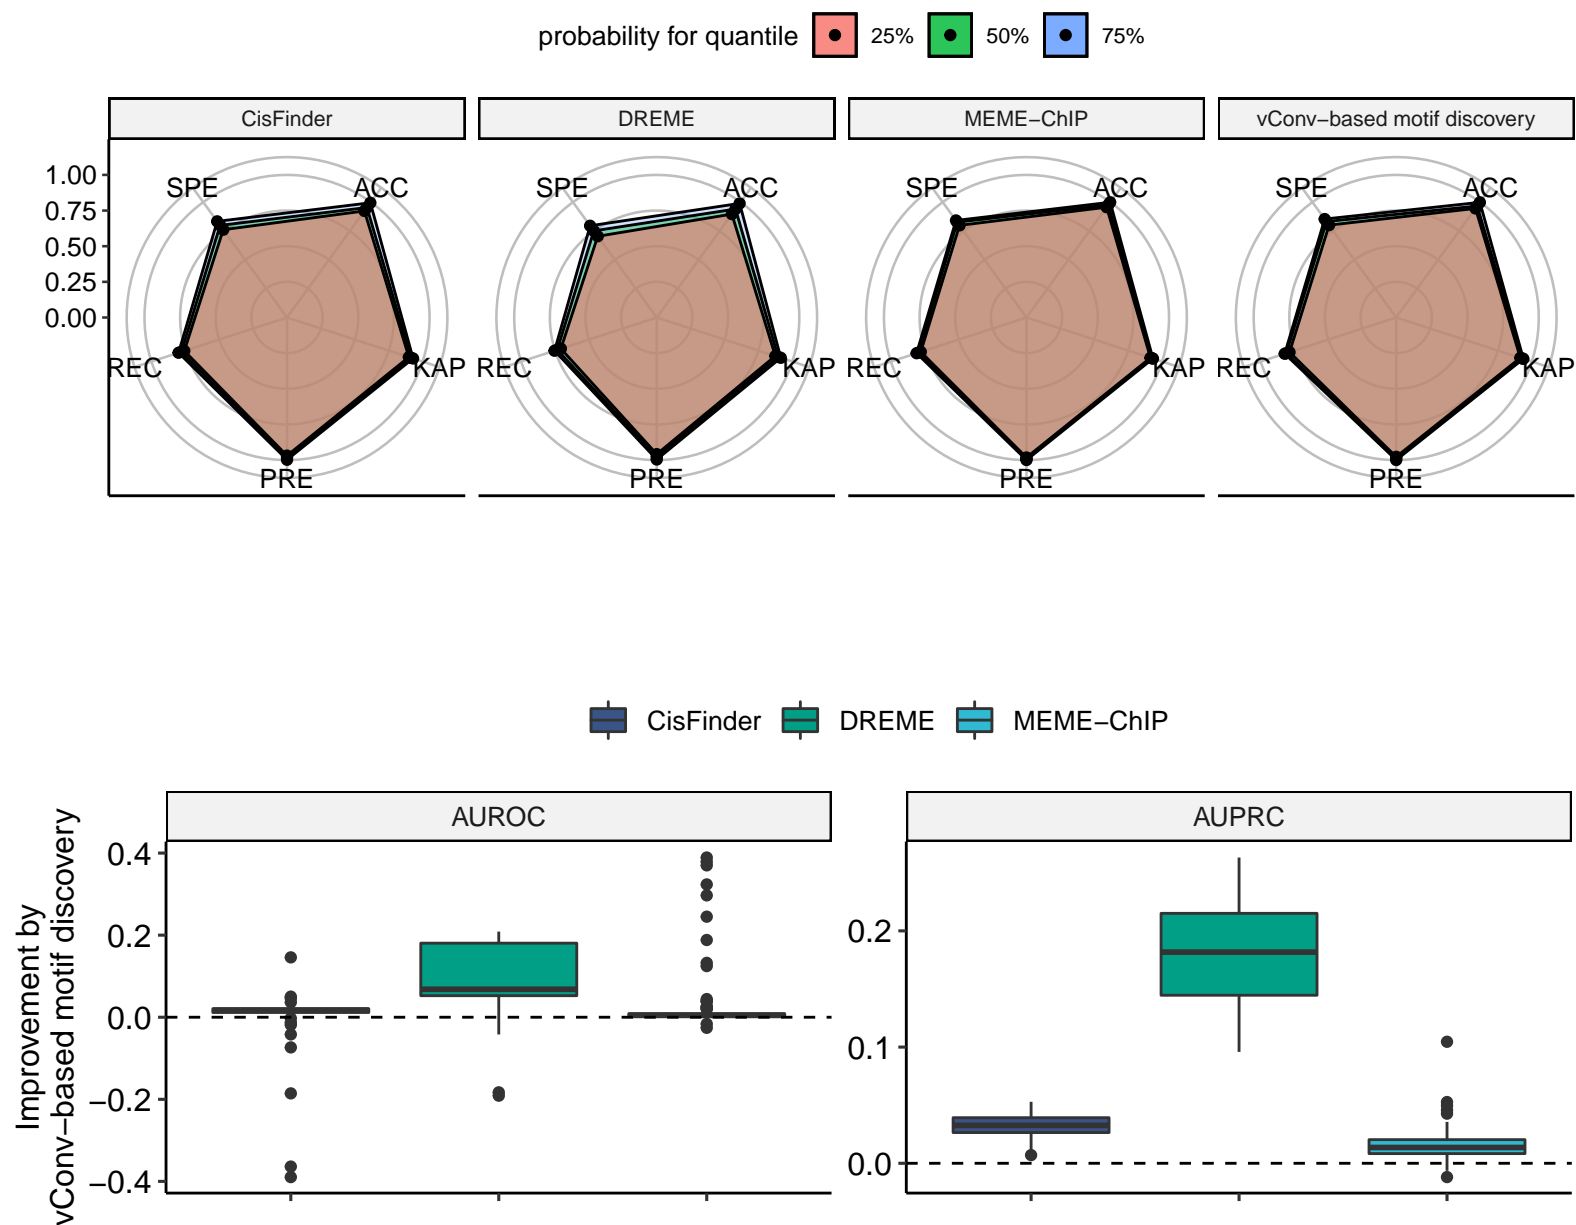 probability for quantile 25% 50% 75%
CisFinder DREME MEME−ChIP vConv−based motif discovery
1.00
0.75
0.50
0.25
0.00
SPE ACC SPE ACC SPE ACC SPE ACC
REC KAP REC KAP REC KAP REC KAP
PRE PRE PRE PRE
CisFinder DREME MEME−ChIP
Improvement by
vConv−based motif discovery
AUROC
0.4
0.2
0.0
−0.2
−0.4
AUPRC
0.2
0.1
0.0